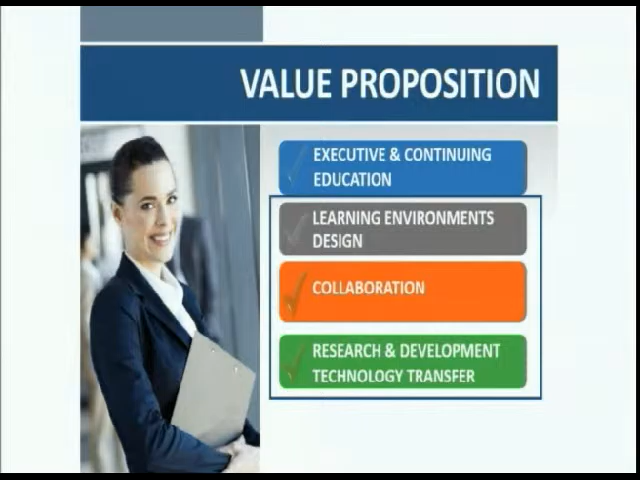 VALUE PROPOSITION
EXECUTIVE & CONTINUING
EDUCATION
LEARNING ENVIRONMENTS
DESIGN
COLLABORATION
RESEARCH & DEVELOPMENT
TECHNOLOGY TRANSFER